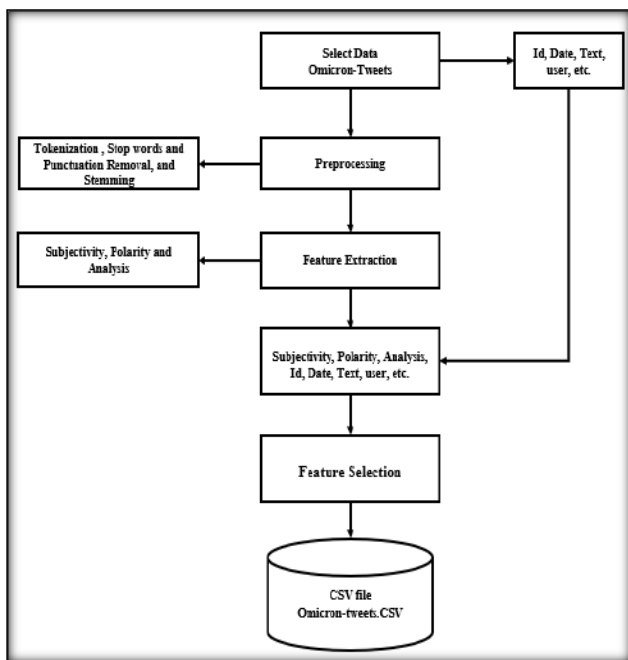 Select Data
Omicron-Tweets
Id, Date, Text,
user, etc.
Tokenization , Stop words and
Punctuation Removal, and
Stemming
Preprocessing
Subjectivity, Polarity and
Analysis
Feature Extraction
Subjectivity, Polarity, Analysis,
Id, Date, Text, user, etc.
Feature Selection
CSV file
Omicron-tweets.CSV